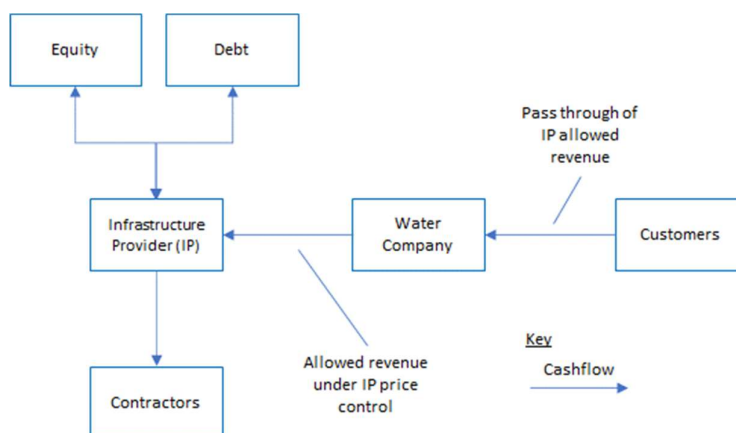 Equity
Debt
Pass through of
IP allowed
revenue
Infrastructure
Provider (IP)
Water
Company
Customers
Allowed revenue
under IP price
control
Key
Cashflow
Contractors